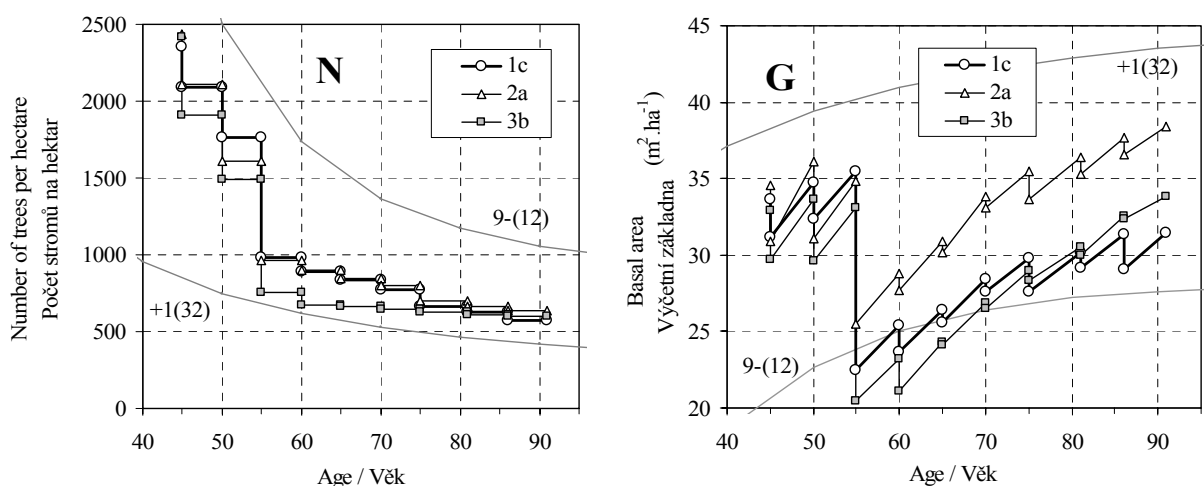 Number of trees per hectare
Počet stromů na hektar
2500
2000
1500
1000
500
0
N
1c
2a
3b
9-(12)
+1(32)
40 50 60 70 80 90
Age / Věk
Basal area (m².ha⁻¹)
Výčetní základna
45
40
35
30
25
20
G
1c
2a
3b
+1(32)
9-(12)
40 50 60 70 80 90
Age / Věk